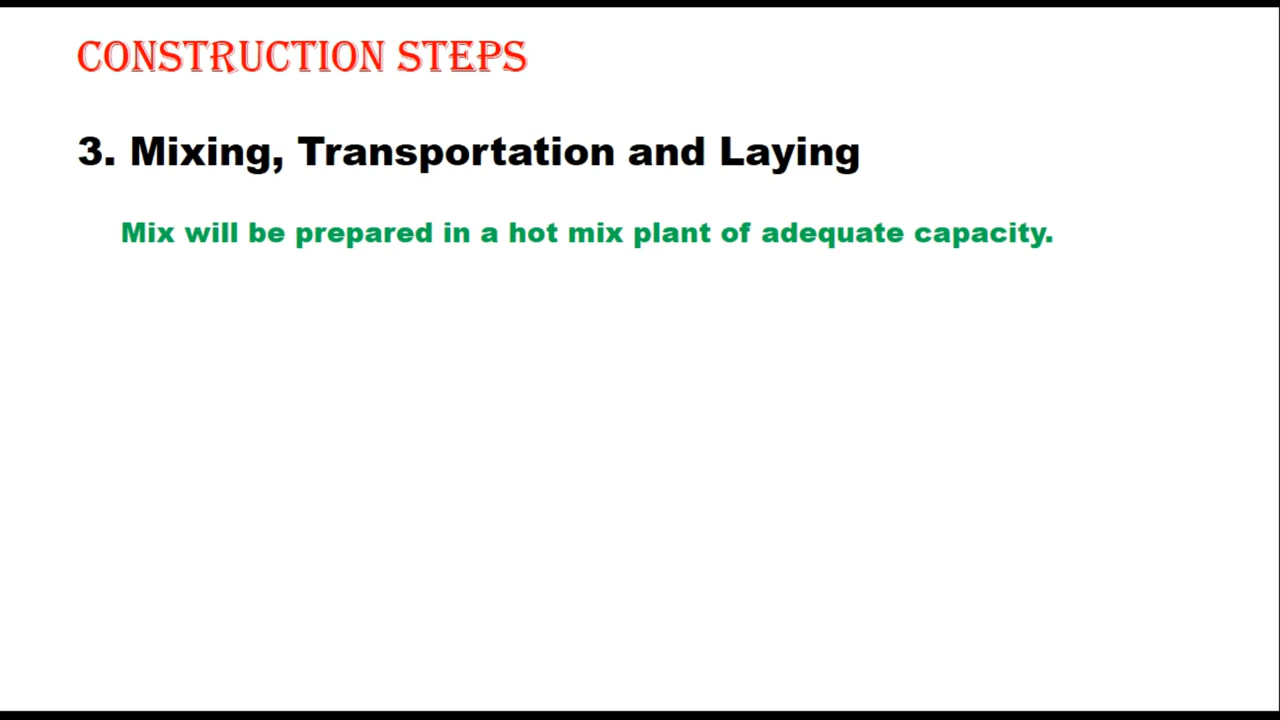 CONSTRUCTION STEPS
3. Mixing, Transportation and Laying
Mix will be prepared in a hot mix plant of adequate capacity.